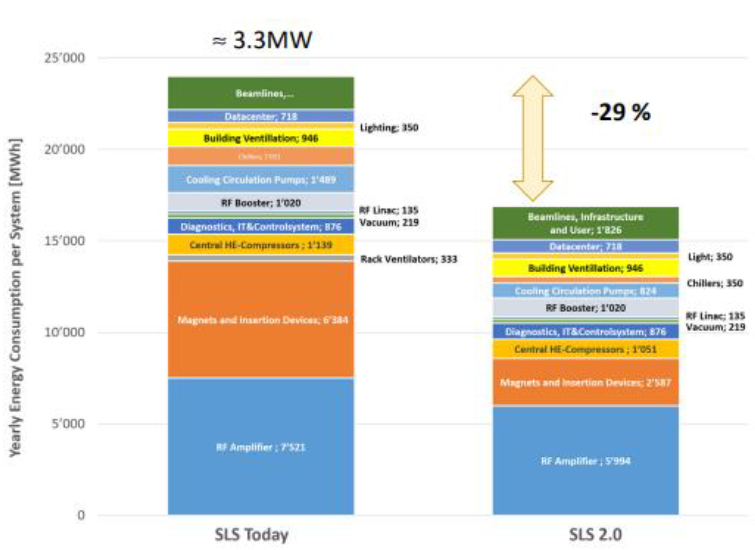 ≈ 3.3MW
25’000
20’000
15’000
10’000
5’000
0
Yearly Energy Consumption per System [MWh]
-29 %
Beamlines,...
Datacenter; 718
Lighting; 350
Building Ventillation; 946
Chillers;
Cooling Circulation Pumps; 1’489
RF Booster; 1’020
RF Linac; 135
Vacuum; 219
Diagnostics, IT&Controlsystem; 876
Central HE-Compressors ; 1’139
Rack Ventilators; 333
Magnets and Insertion Devices; 6’384
RF Amplifier ; 7’521
SLS Today
Beamlines, Infrastructure
and User; 1’826
Datacenter; 718
Light; 350
Building Ventillation; 946
Chillers; 350
Cooling Circulation Pumps; 824
RF Booster; 1’020
RF Linac; 135
Vacuum; 219
Diagnostics, IT&Controlsystem; 876
Central HE-Compressors ; 1’051
Magnets and Insertion Devices; 2’587
RF Amplifier ; 5’994
SLS 2.0